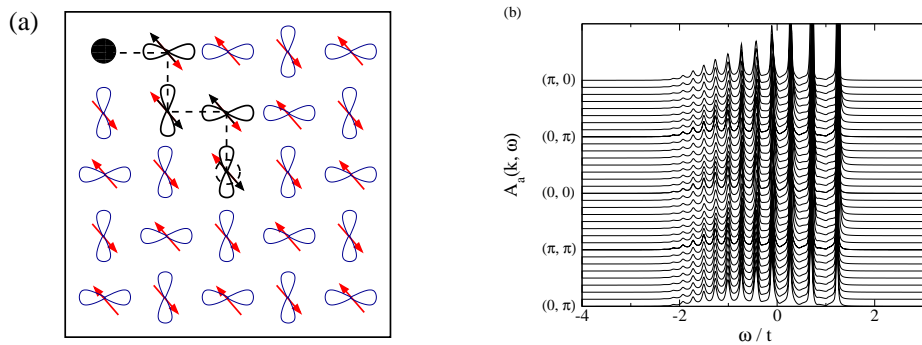 (a)
(b)
A_a(k, ω)
(π, 0)
(0, π)
(0, 0)
(π, π)
(0, π)
-4 -2 0 2
ω / t